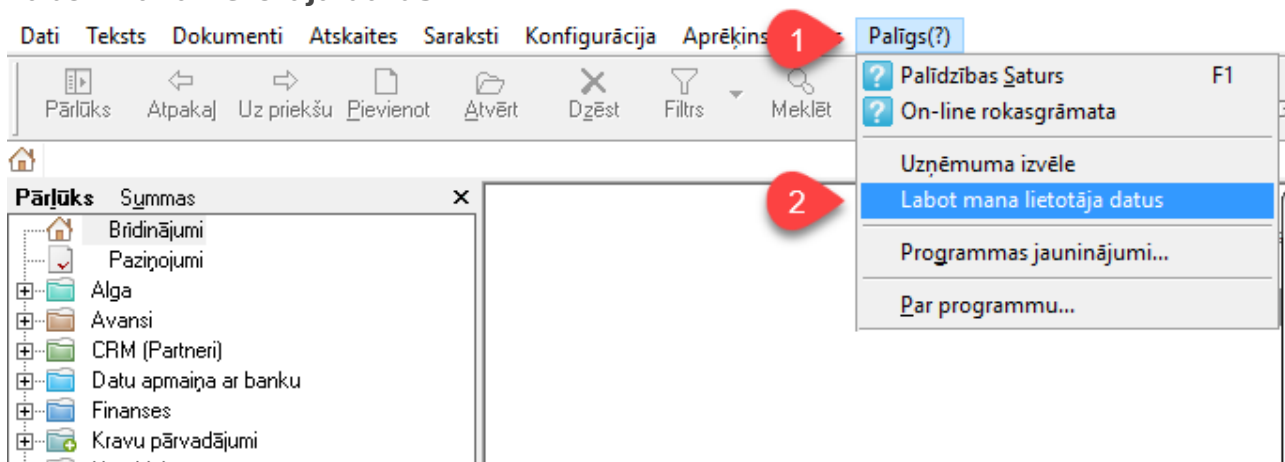 Dati Teksts Dokumenti Atskaites Saraksti Konfigurācija Aprēķins Palīgs(?)
1
Pārlūks Atpakaļ Uz priekšu Pievienot Atvērt Dzēst Filtrs Meklēt
Palīdzības Saturs F1
On-line rokasgrāmata
Uzņēmuma izvēle
2
Labot mana lietotāja datus
Programmas jauninājumi...
Par programmu...
Pārlūks Summas
Brīdinājumi
Paziņojumi
Alga
Avansi
CRM (Partneri)
Datu apmaiņa ar banku
Finanses
Kravu pārvadājumi